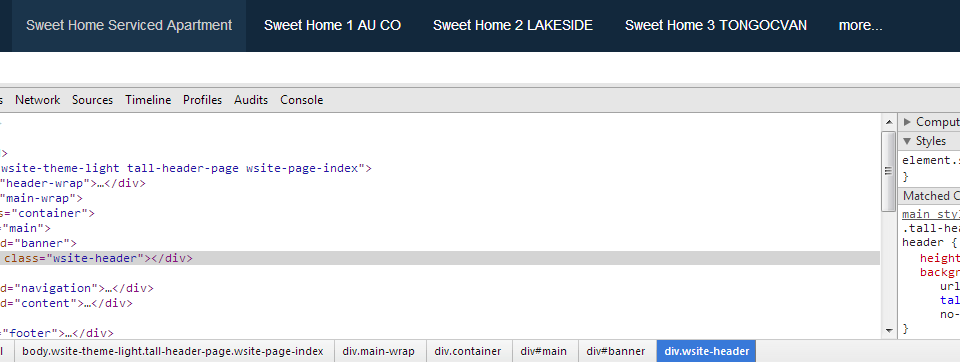 Sweet Home Serviced Apartment Sweet Home 1 AU CO Sweet Home 2 LAKESIDE Sweet Home 3 TONGOCVAN more...
s Network Sources Timeline Profiles Audits Console
▶ Comput
▼ Styles
d>
wsite-theme-light tall-header-page wsite-page-index">
"header-wrap">…</div>
"main-wrap">
s="container">
="main">
d="banner">
class="wsite-header"></div>
d="navigation">…</div>
d="content">…</div>
="footer">…</div>
element.s
}
Matched C
main styl
.tall-hea
header {
height
backgr
url
tal
no-
}
l body.wsite-theme-light.tall-header-page.wsite-page-index div.main-wrap div.container div#main div#banner div.wsite-header